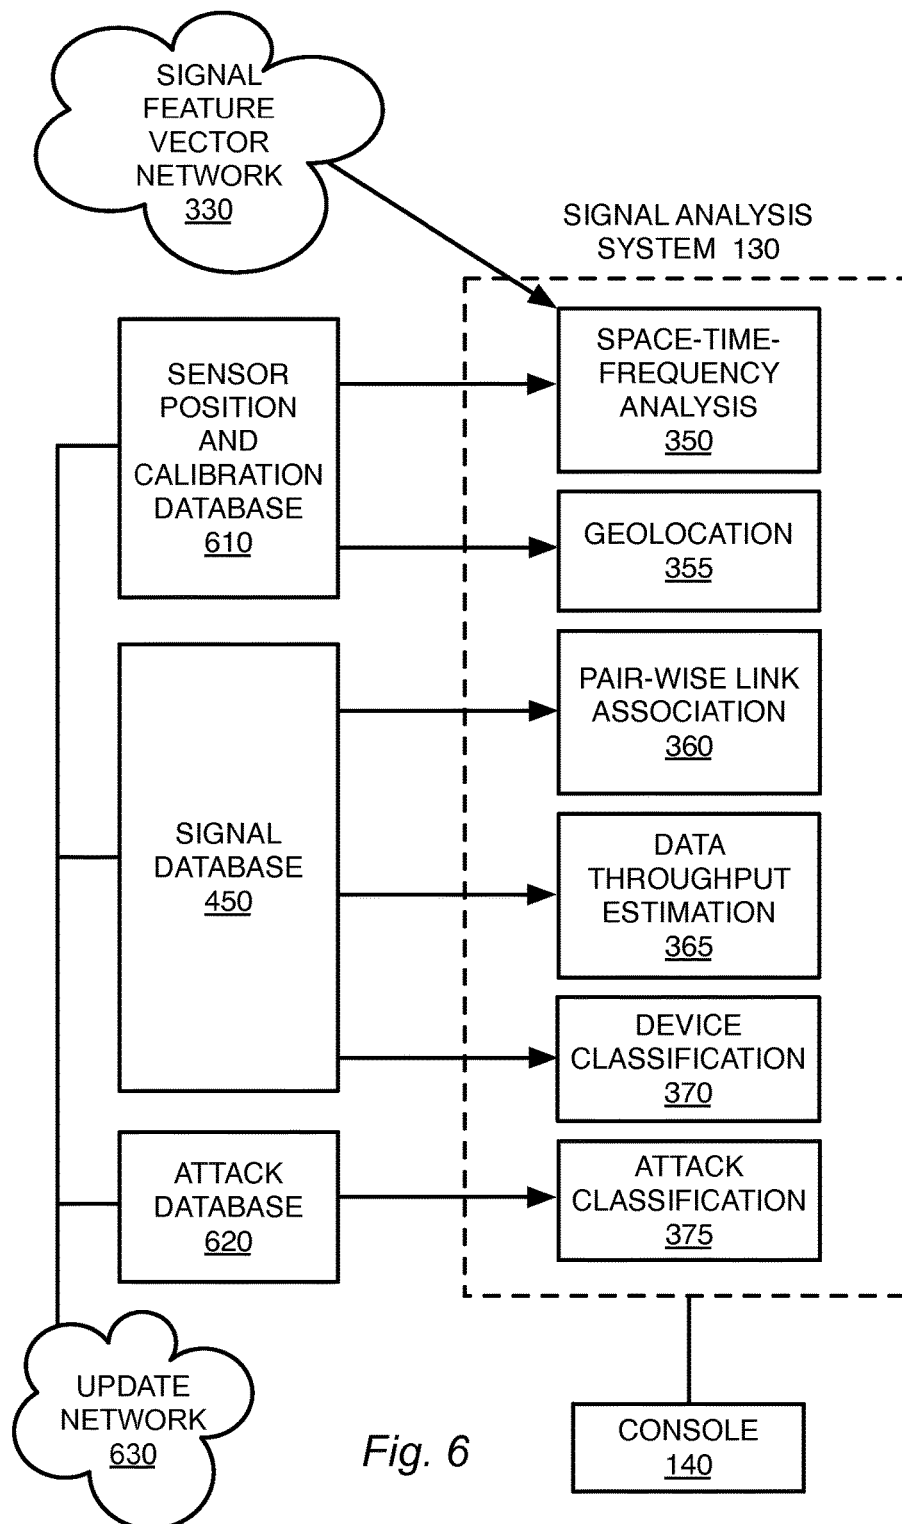 SIGNAL
FEATURE
VECTOR
NETWORK
330
SIGNAL ANALYSIS
SYSTEM 130
SENSOR
POSITION
AND
CALIBRATION
DATABASE
610
SPACE-TIME-
FREQUENCY
ANALYSIS
350
GEOLOCATION
355
SIGNAL
DATABASE
450
PAIR-WISE LINK
ASSOCIATION
360
DATA
THROUGHPUT
ESTIMATION
365
DEVICE
CLASSIFICATION
370
ATTACK
DATABASE
620
ATTACK
CLASSIFICATION
375
UPDATE
NETWORK
630
Fig. 6
CONSOLE
140